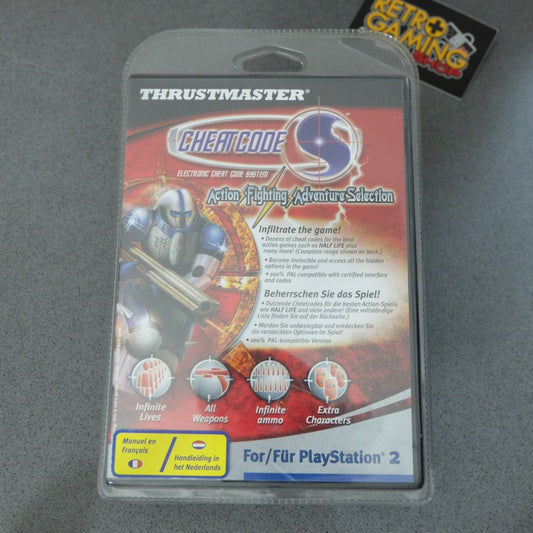 RETRO
GAMING
SHOP
THRUSTMASTER®
CHEATCODE S
ELECTRONIC CHEAT CODE SYSTEM
Action/Fighting/Adventure Selection
Infiltrate the game!
• Dozens of cheat codes for the best
action games such as HALF LIFE plus
many more! (Complete range shown on back.)
• Become invincible and access all the hidden
options in the game!
• 100% PAL compatible with certified interface
and codes
Beherrschen Sie das Spiel!
• Dutzende Cheatcodes für die besten Action-Spiele
wie HALF LIFE und viele andere! (Eine vollständige
Liste finden Sie auf der Rückseite.)
• Werden Sie unbesiegbar und entdecken Sie
die versteckten Optionen im Spiel!
• 100% PAL-kompatible Version
Infinite
Lives
All
Weapons
Infinite
ammo
Extra
Characters
Manuel en
Français
Handleiding in
het Nederlands
For/Für PlayStation® 2